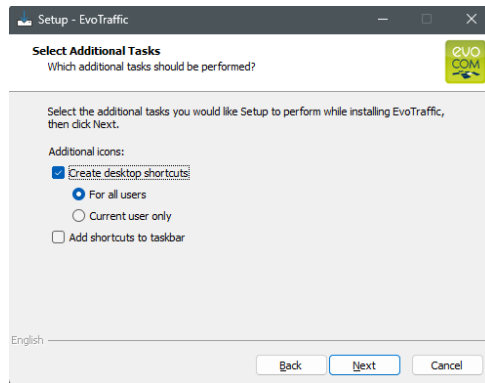 Setup - EvoTraffic
Select Additional Tasks
Which additional tasks should be performed?
evo
COM
Select the additional tasks you would like Setup to perform while installing EvoTraffic,
then click Next.
Additional icons:
Create desktop shortcuts
For all users
Current user only
Add shortcuts to taskbar
English
Back
Next
Cancel